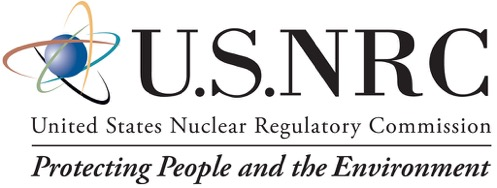 U.S.NRC
United States Nuclear Regulatory Commission
Protecting People and the Environment